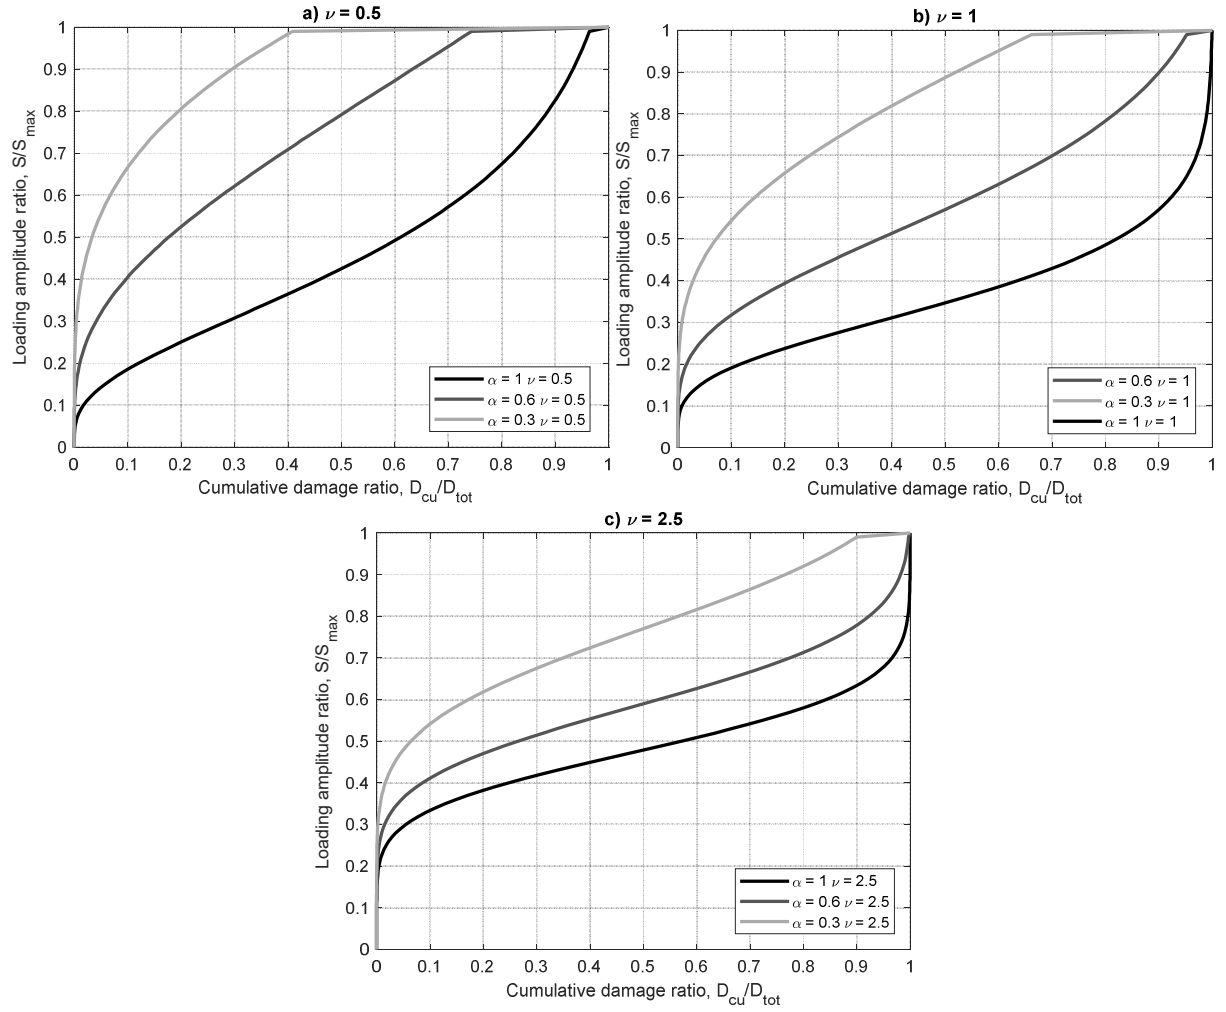 a) ν = 0.5
1
0.9
0.8
0.7
0.6
0.5
0.4
0.3
0.2
0.1
0
Loading amplitude ratio, S/Smax
α = 1 ν = 0.5
α = 0.6 ν = 0.5
α = 0.3 ν = 0.5
0 0.1 0.2 0.3 0.4 0.5 0.6 0.7 0.8 0.9 1
Cumulative damage ratio, Dcu/Dtot
b) ν = 1
1
0.9
0.8
0.7
0.6
0.5
0.4
0.3
0.2
0.1
0
Loading amplitude ratio, S/Smax
α = 0.6 ν = 1
α = 0.3 ν = 1
α = 1 ν = 1
0 0.1 0.2 0.3 0.4 0.5 0.6 0.7 0.8 0.9 1
Cumulative damage ratio, Dcu/Dtot
c) ν = 2.5
1
0.9
0.8
0.7
0.6
0.5
0.4
0.3
0.2
0.1
0
Loading amplitude ratio, S/Smax
α = 1 ν = 2.5
α = 0.6 ν = 2.5
α = 0.3 ν = 2.5
0 0.1 0.2 0.3 0.4 0.5 0.6 0.7 0.8 0.9 1
Cumulative damage ratio, Dcu/Dtot